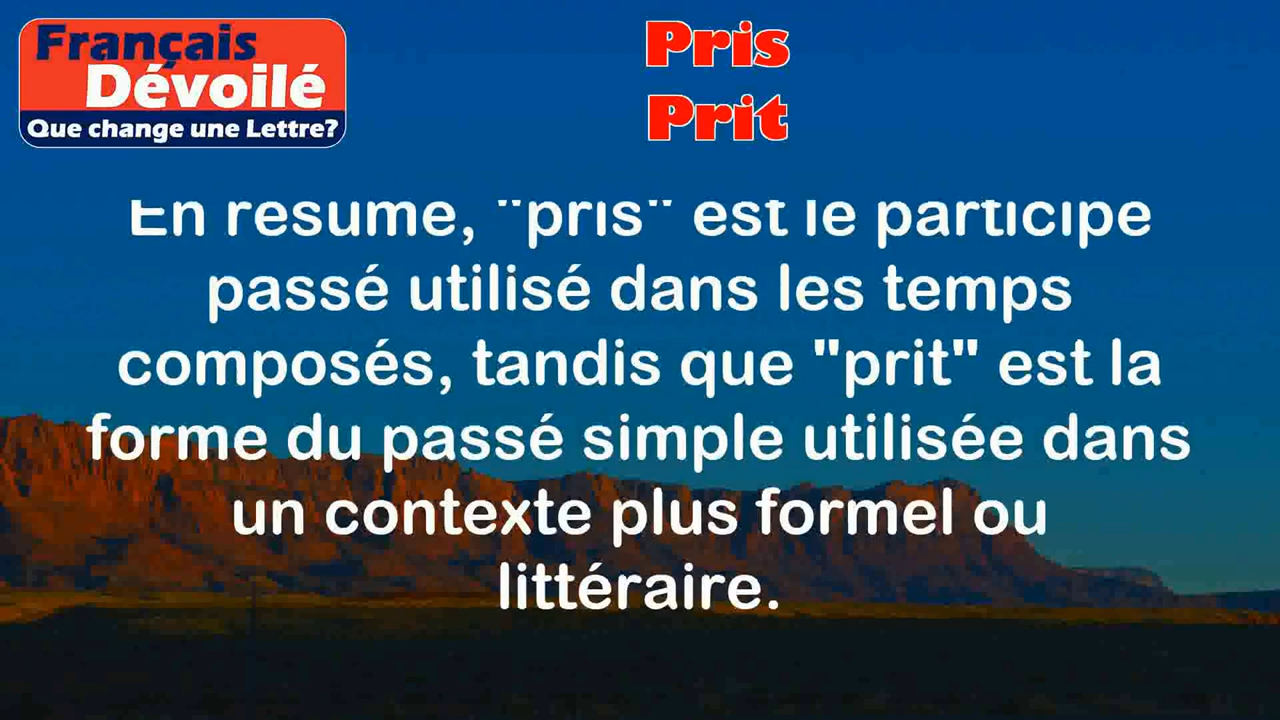 Français
Dévoilé
Que change une Lettre?
Pris
Prit
En résumé, "pris" est le participe
passé utilisé dans les temps
composés, tandis que "prit" est la
forme du passé simple utilisée dans
un contexte plus formel ou
littéraire.